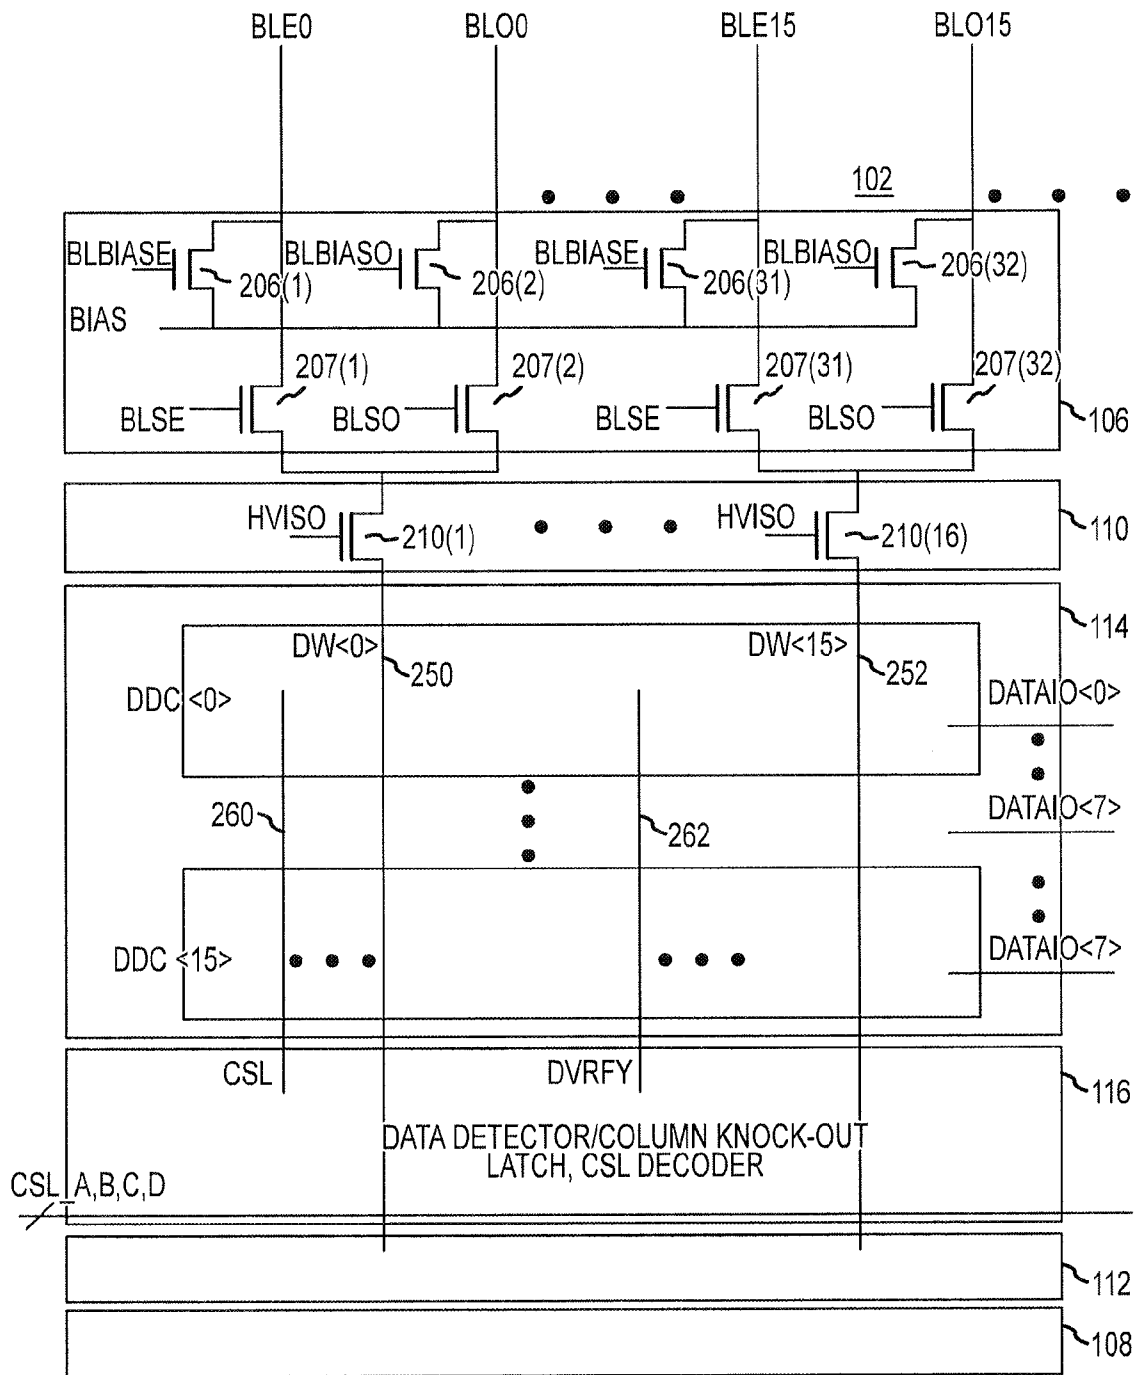 BLE0 BLO0 BLE15 BLO15
102
BLBIASE BLBIASO BLBIASE BLBIASO
206(1) 206(2) 206(31) 206(32)
BIAS
207(1) 207(2) 207(31) 207(32)
BLSE BLSO BLSE BLSO
106
HVISO HVISO
210(1) 210(16)
110
114
DW<0> DW<15>
250 252
DDC <0> DATAIO<0>
260 262 DATAIO<7>
DDC <15> DATAIO<7>
CSL DVRFY
116
DATA DETECTOR/COLUMN KNOCK-OUT
LATCH, CSL DECODER
CSL_A,B,C,D
112
108